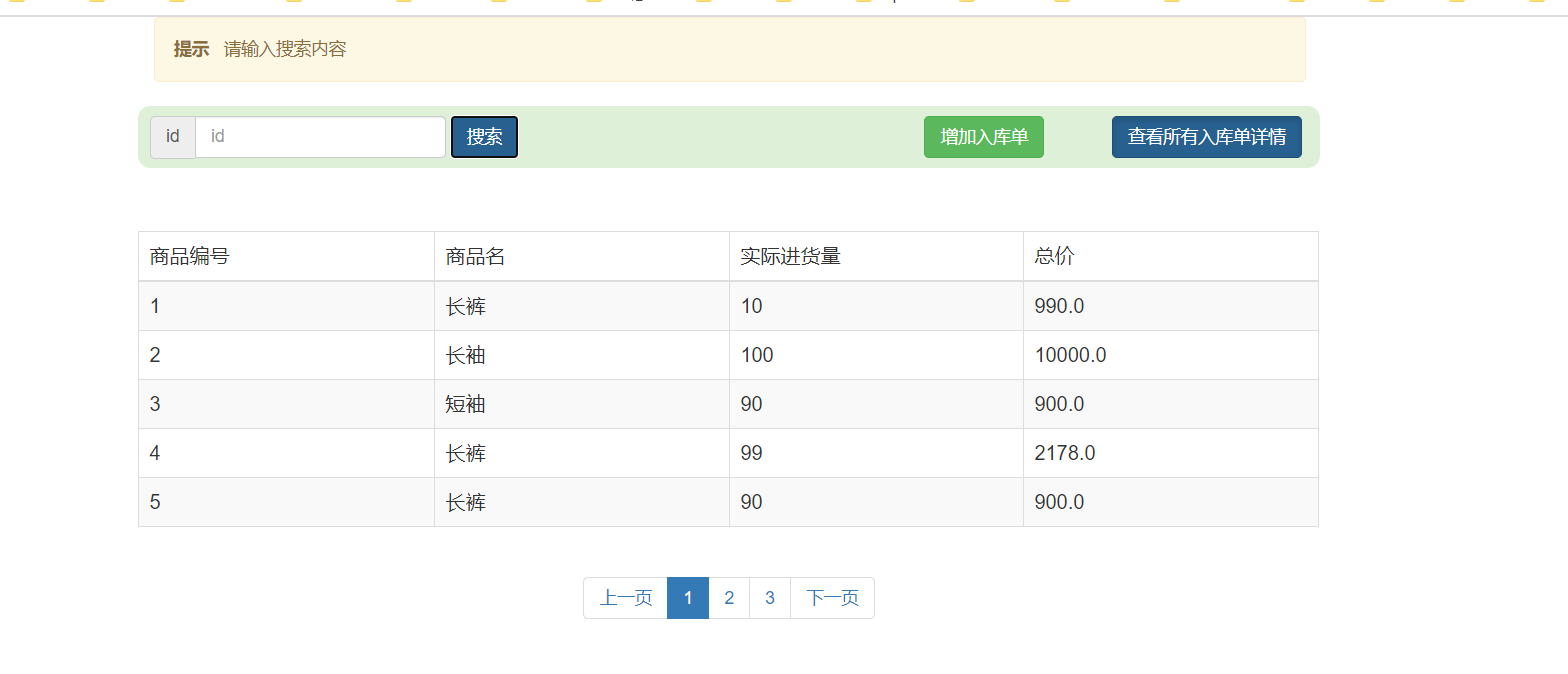 提示 请输入搜索内容
id id 搜索 增加入库单 查看所有入库单详情
商品编号 商品名 实际进货量 总价
1 长裤 10 990.0
2 长袖 100 10000.0
3 短袖 90 900.0
4 长裤 99 2178.0
5 长裤 90 900.0
上一页 1 2 3 下一页